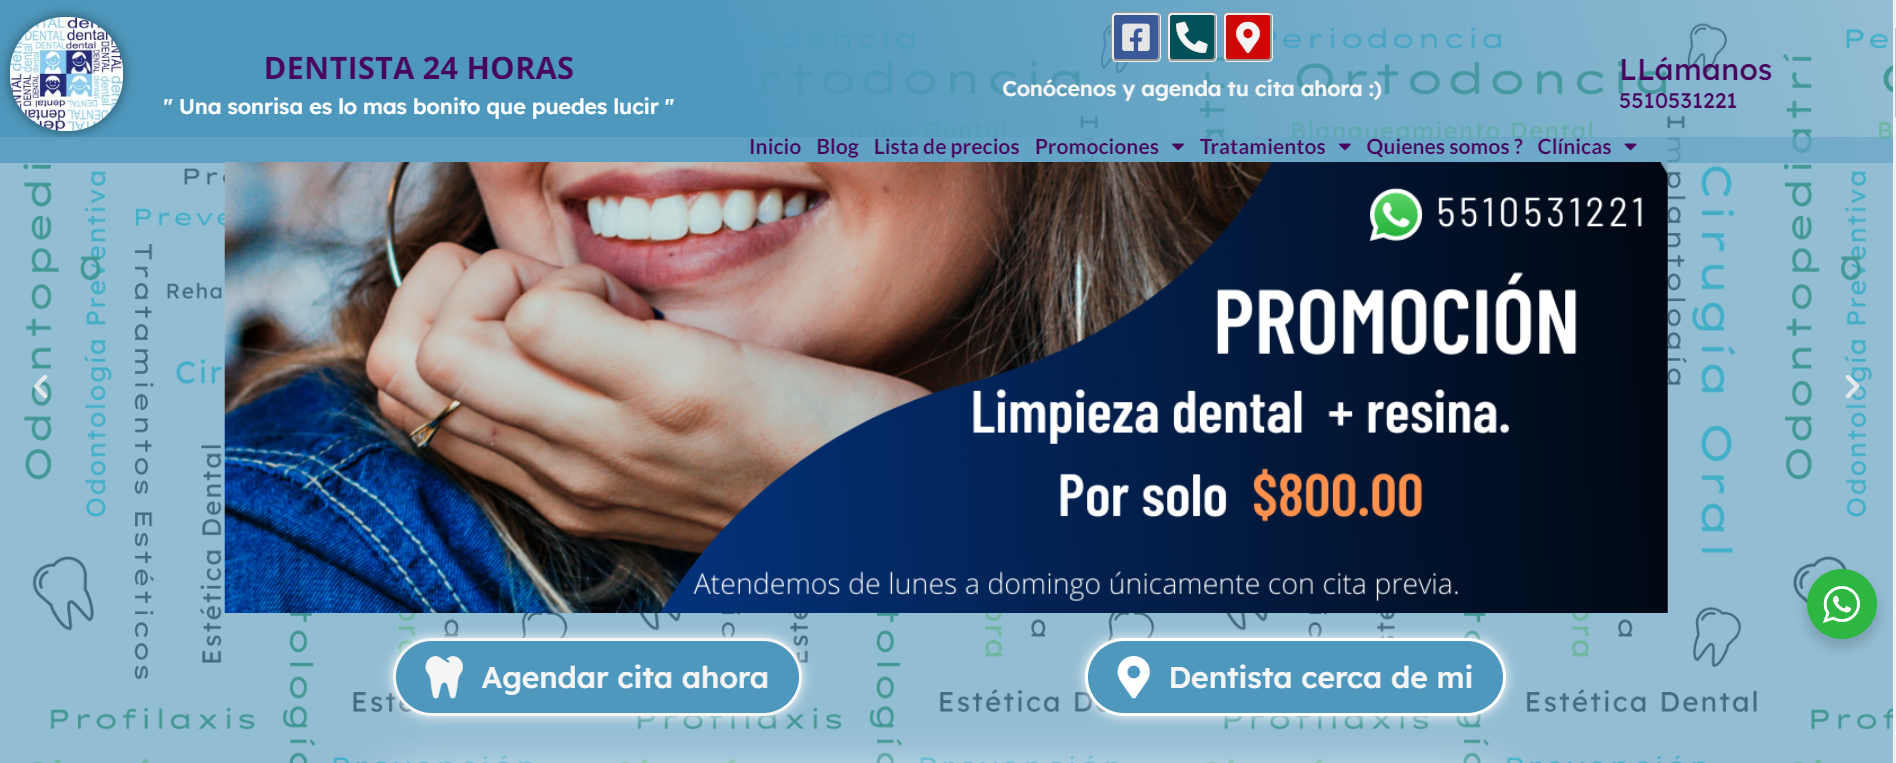 DENTISTA 24 HORAS
" Una sonrisa es lo mas bonito que puedes lucir "
Conócenos y agenda tu cita ahora :)
LLámanos
5510531221
Inicio Blog Lista de precios Promociones Tratamientos Quienes somos ? Clínicas
5510531221
PROMOCIÓN
Limpieza dental + resina.
Por solo $800.00
Atendemos de lunes a domingo únicamente con cita previa.
Agendar cita ahora
Dentista cerca de mi
Periodoncia
Ortodoncia
Blanqueamiento Dental
Odontología Preventiva
Tratamientos Estéticos
Estética Dental
Implantología
Cirugía Oral
Odontopediatría
Odontología Preventiva
Profilaxis
Profilaxis
Profilaxis
Estética Dental
dental
DENTAL